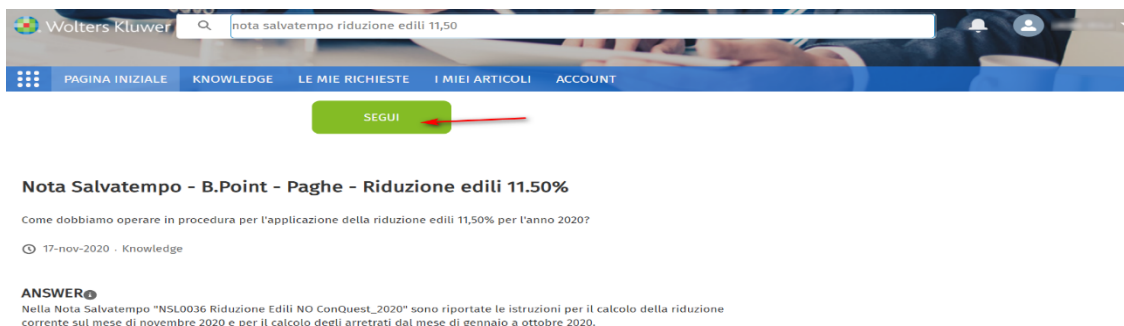 Wolters Kluwer
nota salvatempo riduzione edili 11,50
PAGINA INIZIALE KNOWLEDGE LE MIE RICHIESTE I MIEI ARTICOLI ACCOUNT
SEGUI
Nota Salvatempo - B.Point - Paghe - Riduzione edili 11.50%
Come dobbiamo operare in procedura per l'applicazione della riduzione edili 11,50% per l'anno 2020?
17-nov-2020 · Knowledge
ANSWER
Nella Nota Salvatempo "NSL0036 Riduzione Edili NO ConQuest_2020" sono riportate le istruzioni per il calcolo della riduzione
corrente sul mese di novembre 2020 e per il calcolo degli arretrati dal mese di gennaio a ottobre 2020.